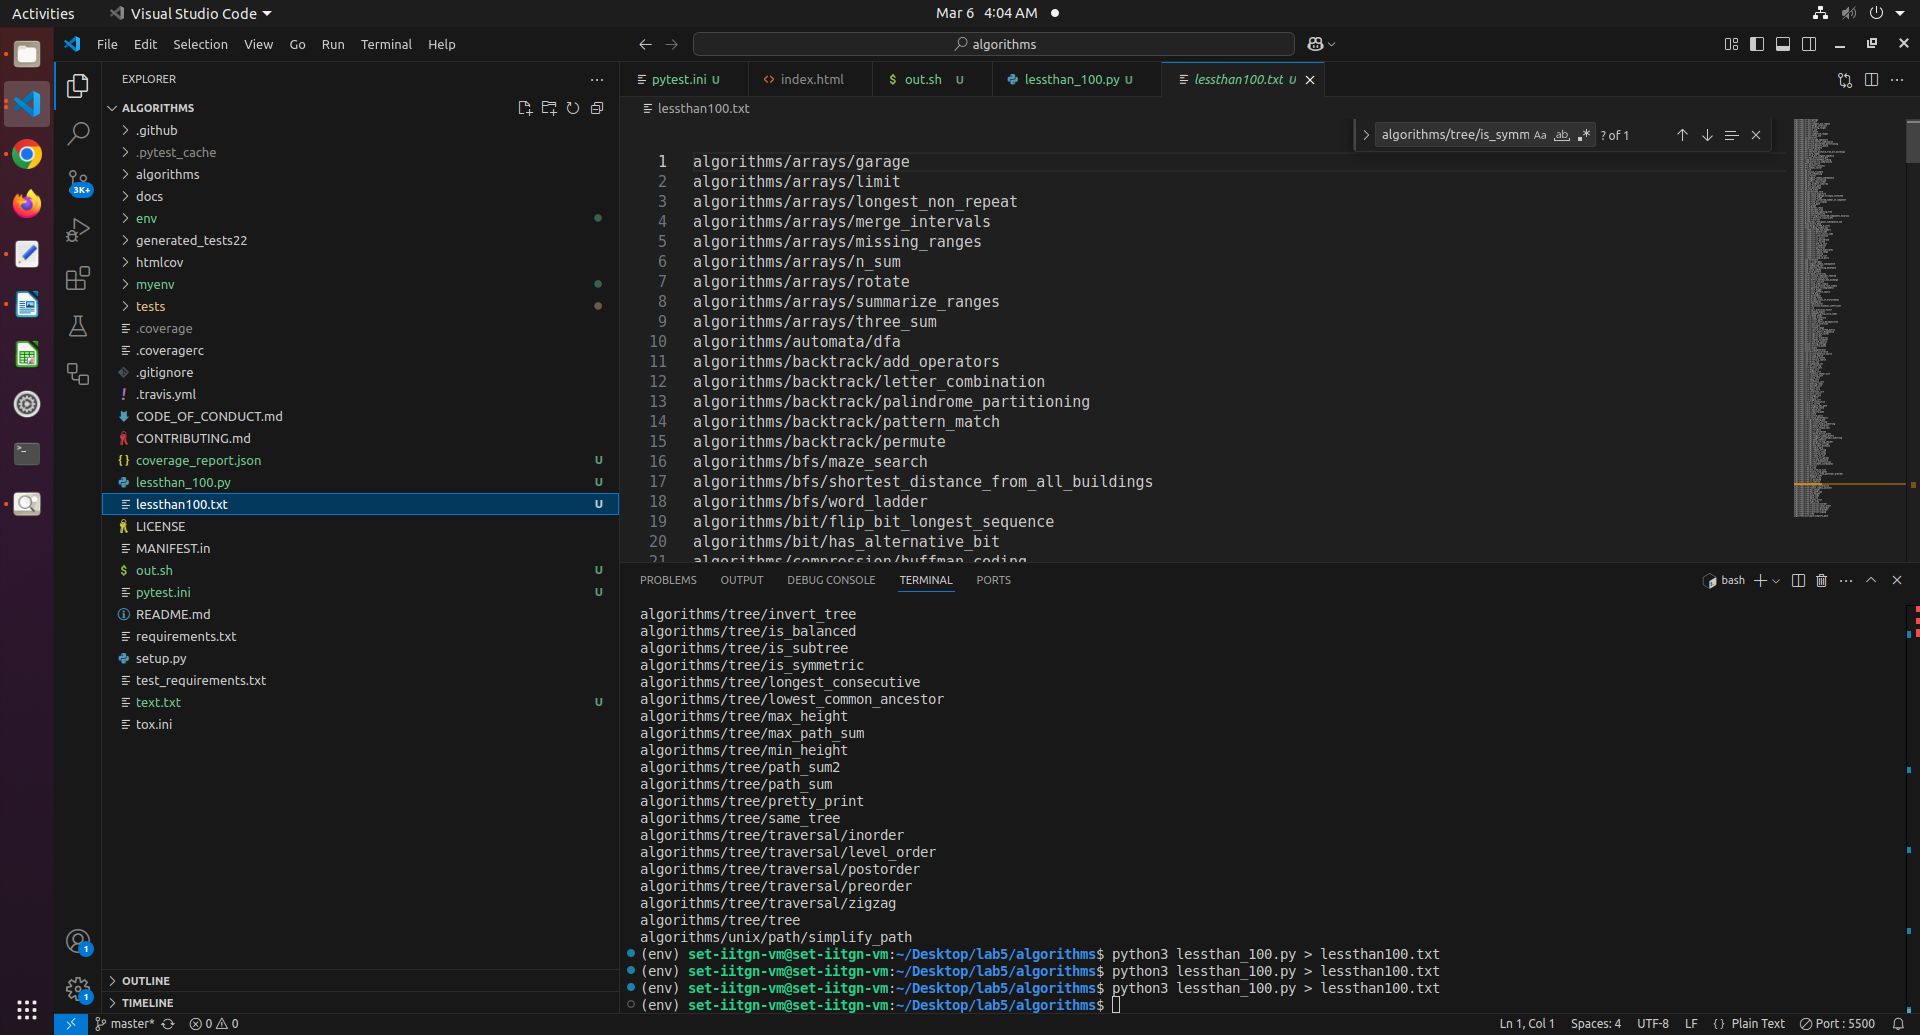 Activities
Visual Studio Code
Mar 6 4:04 AM
File Edit Selection View Go Run Terminal Help
algorithms
EXPLORER
ALGORITHMS
.github
.pytest_cache
algorithms
docs
env
generated_tests22
htmlcov
myenv
tests
.coverage
.coveragerc
.gitignore
.travis.yml
CODE_OF_CONDUCT.md
CONTRIBUTING.md
coverage_report.json U
lessthan_100.py U
lessthan100.txt U
LICENSE
MANIFEST.in
out.sh U
pytest.ini U
README.md
requirements.txt
setup.py
test_requirements.txt
text.txt U
tox.ini
OUTLINE
TIMELINE
3K+
1
1
pytest.ini U
index.html
out.sh U
lessthan_100.py U
lessthan100.txt U
lessthan100.txt
algorithms/tree/is_symm Aa ab ? of 1
1 algorithms/arrays/garage
2 algorithms/arrays/limit
3 algorithms/arrays/longest_non_repeat
4 algorithms/arrays/merge_intervals
5 algorithms/arrays/missing_ranges
6 algorithms/arrays/n_sum
7 algorithms/arrays/rotate
8 algorithms/arrays/summarize_ranges
9 algorithms/arrays/three_sum
10 algorithms/automata/dfa
11 algorithms/backtrack/add_operators
12 algorithms/backtrack/letter_combination
13 algorithms/backtrack/palindrome_partitioning
14 algorithms/backtrack/pattern_match
15 algorithms/backtrack/permute
16 algorithms/bfs/maze_search
17 algorithms/bfs/shortest_distance_from_all_buildings
18 algorithms/bfs/word_ladder
19 algorithms/bit/flip_bit_longest_sequence
20 algorithms/bit/has_alternative_bit
21 algorithms/compression/huffman_coding
PROBLEMS OUTPUT DEBUG CONSOLE TERMINAL PORTS
bash
algorithms/tree/invert_tree
algorithms/tree/is_balanced
algorithms/tree/is_subtree
algorithms/tree/is_symmetric
algorithms/tree/longest_consecutive
algorithms/tree/lowest_common_ancestor
algorithms/tree/max_height
algorithms/tree/max_path_sum
algorithms/tree/min_height
algorithms/tree/path_sum2
algorithms/tree/path_sum
algorithms/tree/pretty_print
algorithms/tree/same_tree
algorithms/tree/traversal/inorder
algorithms/tree/traversal/level_order
algorithms/tree/traversal/postorder
algorithms/tree/traversal/preorder
algorithms/tree/traversal/zigzag
algorithms/tree/tree
algorithms/unix/path/simplify_path
(env) set-iitgn-vm@set-iitgn-vm:~/Desktop/lab5/algorithms$ python3 lessthan_100.py > lessthan100.txt
(env) set-iitgn-vm@set-iitgn-vm:~/Desktop/lab5/algorithms$ python3 lessthan_100.py > lessthan100.txt
(env) set-iitgn-vm@set-iitgn-vm:~/Desktop/lab5/algorithms$ python3 lessthan_100.py > lessthan100.txt
(env) set-iitgn-vm@set-iitgn-vm:~/Desktop/lab5/algorithms$
master* 0 0
Ln 1, Col 1 Spaces: 4 UTF-8 LF {} Plain Text Port : 5500